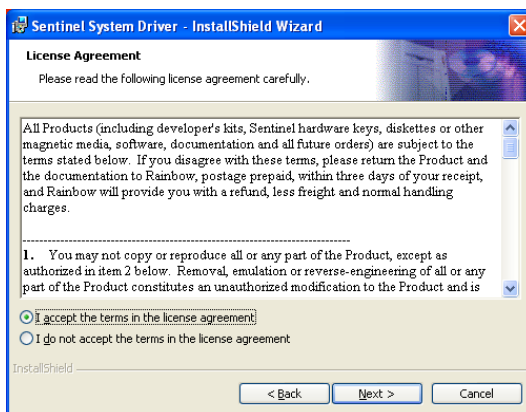 Sentinel System Driver - InstallShield Wizard
License Agreement
Please read the following license agreement carefully.
All Products (including developer's kits, Sentinel hardware keys, diskettes or other
magnetic media, software, documentation and all future orders) are subject to the
terms stated below. If you disagree with these terms, please return the Product and
the documentation to Rainbow, postage prepaid, within three days of your receipt,
and Rainbow will provide you with a refund, less freight and normal handling
charges.
--------------------------------------------------------------------------------
1. You may not copy or reproduce all or any part of the Product, except as
authorized in item 2 below. Removal, emulation or reverse-engineering of all or any
part of the Product constitutes an unauthorized modification to the Product and is
I accept the terms in the license agreement
I do not accept the terms in the license agreement
InstallShield
< Back
Next >
Cancel